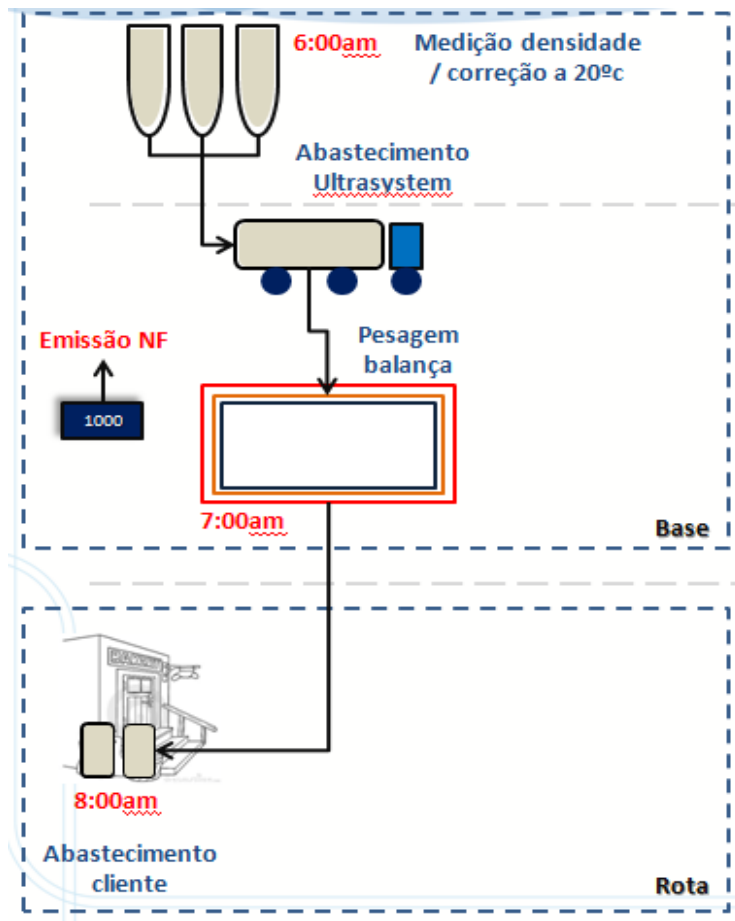 6:00am
Medição densidade
/ correção a 20ºc
Abastecimento
Ultrasystem
Emissão NF
1000
Pesagem
balança
7:00am
Base
8:00am
Abastecimento
cliente
Rota